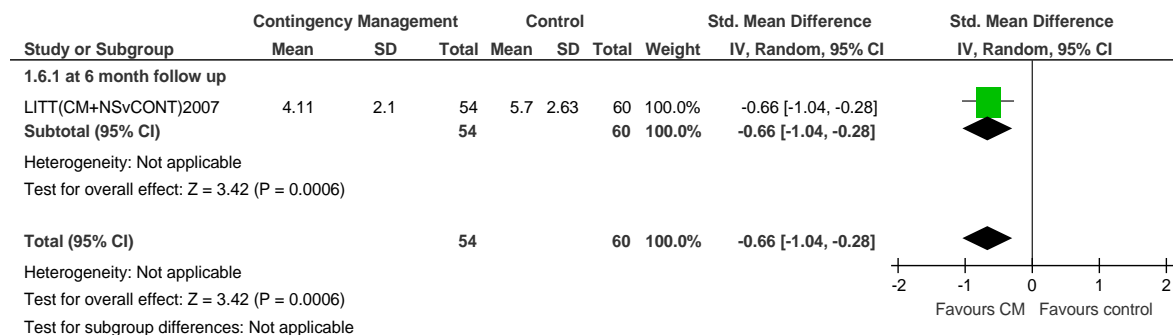 Contingency Management Control Std. Mean Difference Std. Mean Difference
Study or Subgroup Mean SD Total Mean SD Total Weight IV, Random, 95% CI IV, Random, 95% CI
1.6.1 at 6 month follow up
LITT(CM+NSvCONT)2007 4.11 2.1 54 5.7 2.63 60 100.0% -0.66 [-1.04, -0.28]
Subtotal (95% CI) 54 60 100.0% -0.66 [-1.04, -0.28]
Heterogeneity: Not applicable
Test for overall effect: Z = 3.42 (P = 0.0006)
Total (95% CI) 54 60 100.0% -0.66 [-1.04, -0.28]
Heterogeneity: Not applicable
Test for overall effect: Z = 3.42 (P = 0.0006)
Test for subgroup differences: Not applicable
-2 -1 0 1 2
Favours CM Favours control